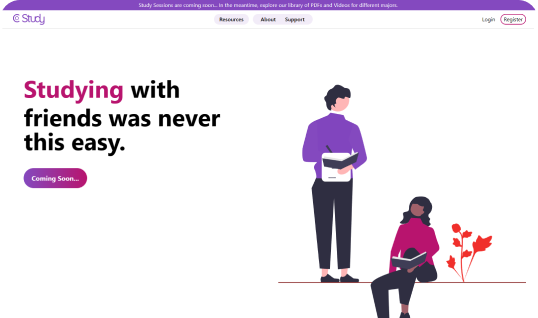 Study Sessions are coming soon... In the meantime, explore our library of PDFs and Videos for different majors.
Study
Resources
About
Support
Login
Register
Studying with
friends was never
this easy.
Coming Soon...